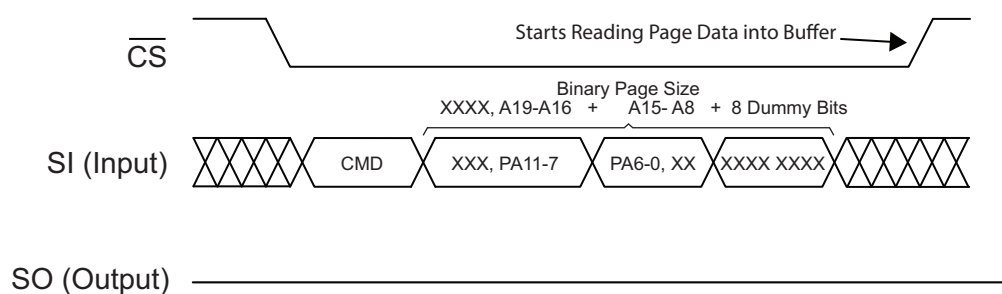 Starts Reading Page Data into Buffer
CS
Binary Page Size
XXXX, A19-A16 + A15- A8 + 8 Dummy Bits
SI (Input) CMD XXX, PA11-7 PA6-0, XX XXXX XXXX
SO (Output)